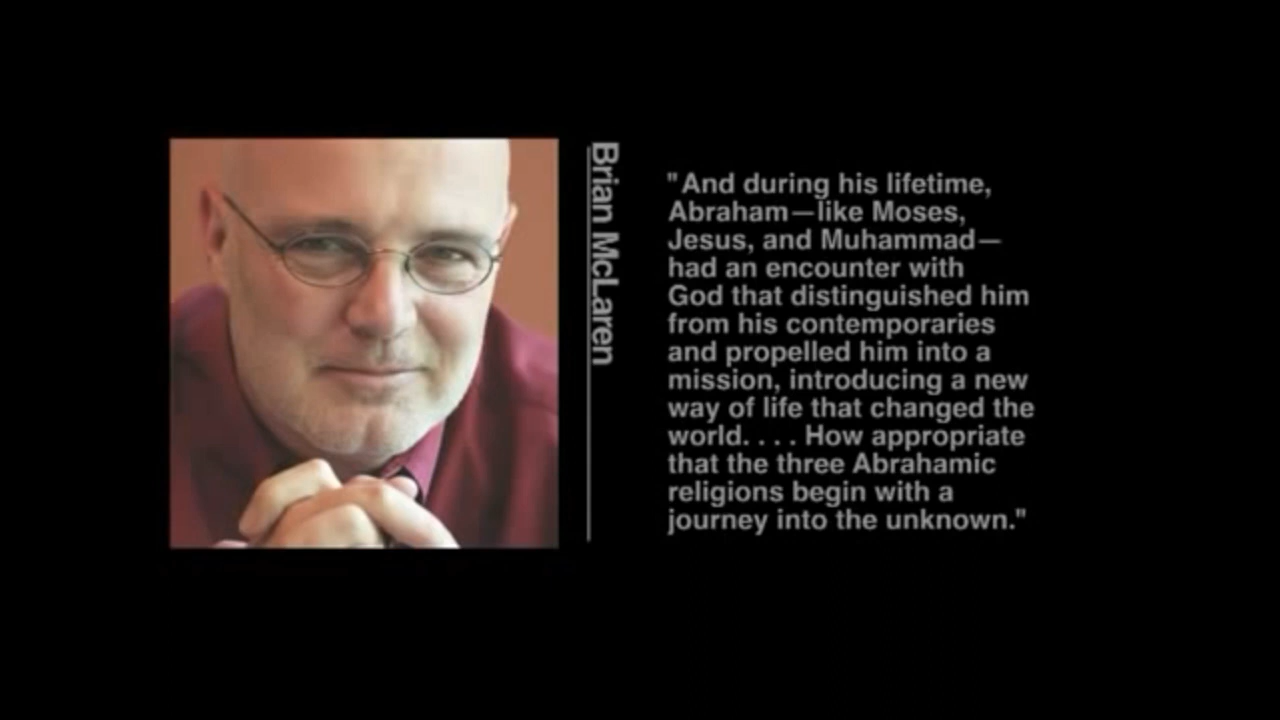 Brian McLaren
"And during his lifetime,
Abraham—like Moses,
Jesus, and Muhammad—
had an encounter with
God that distinguished him
from his contemporaries
and propelled him into a
mission, introducing a new
way of life that changed the
world. . . . How appropriate
that the three Abrahamic
religions begin with a
journey into the unknown."